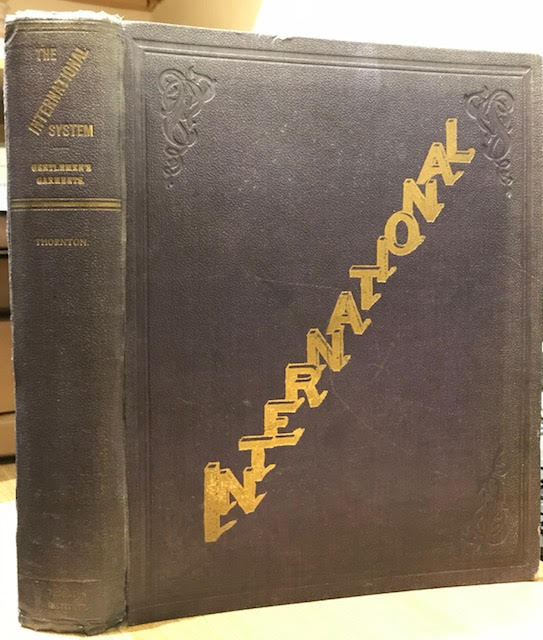 THE
INTERNATIONAL
SYSTEM
GENTLEMEN'S
GARMENTS.
THORNTON.
INTERNATIONAL